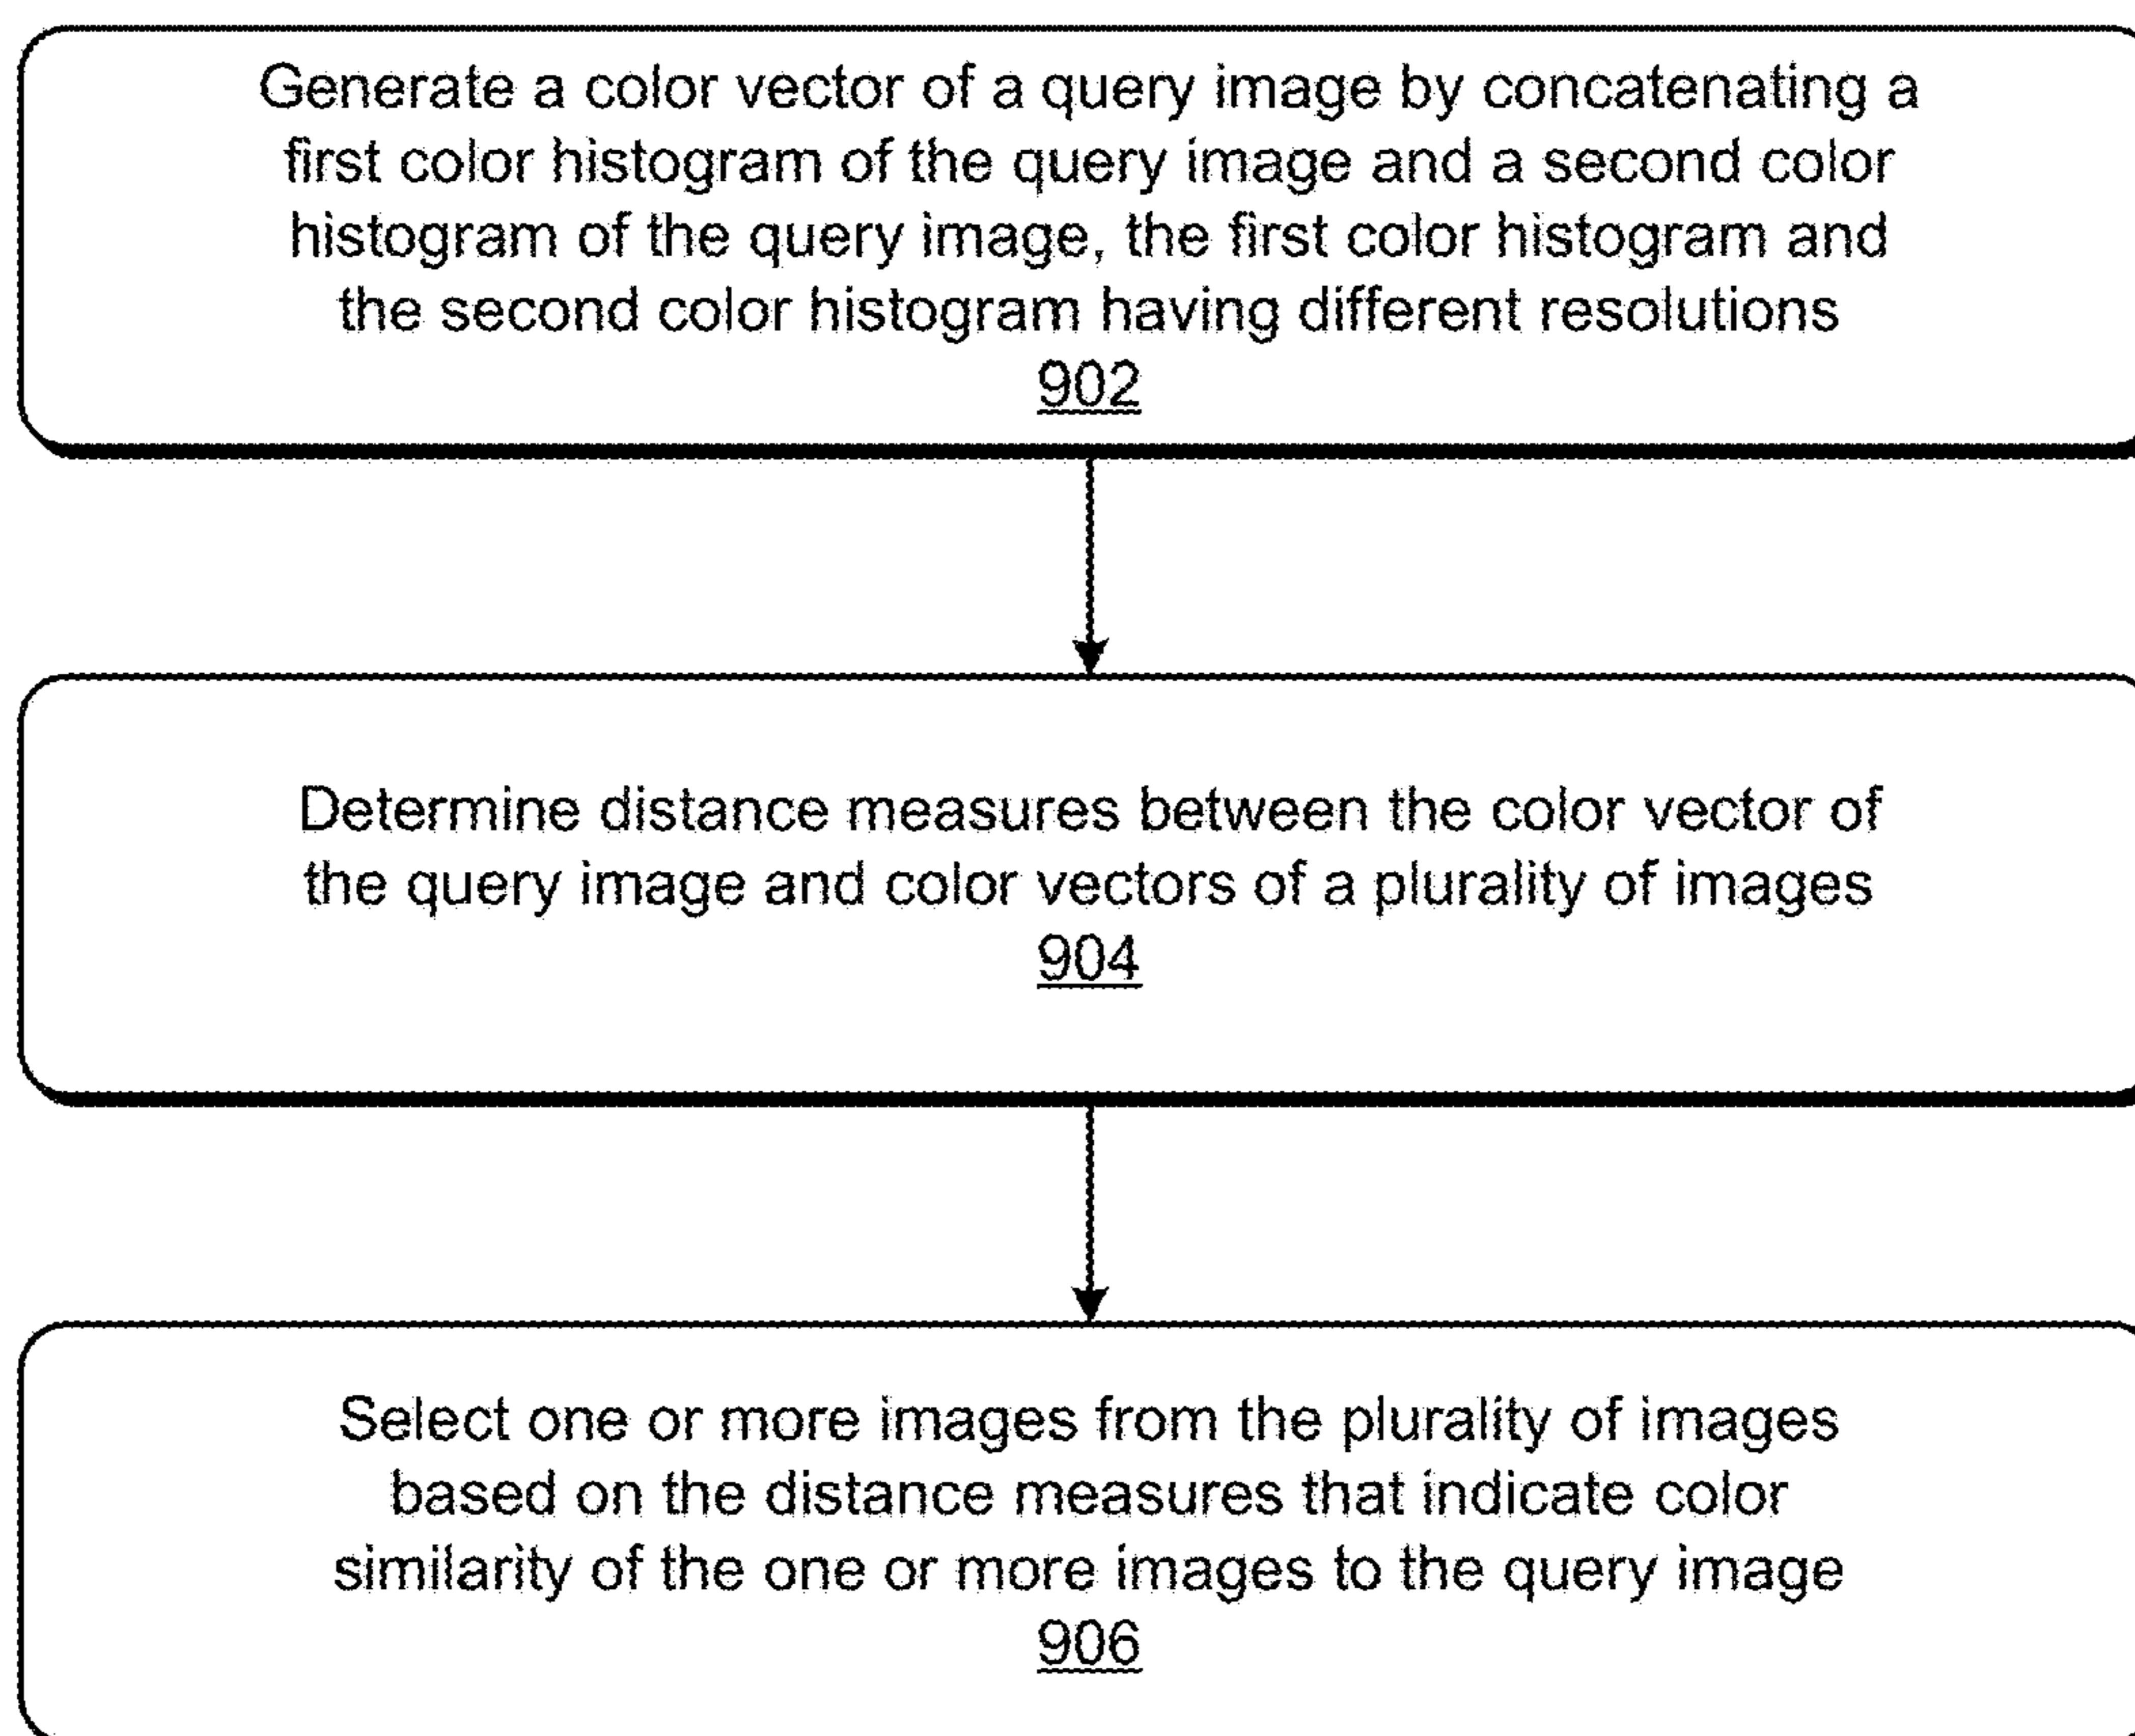 Generate a color vector of a query image by concatenating a
first color histogram of the query image and a second color
histogram of the query image, the first color histogram and
the second color histogram having different resolutions
902
Determine distance measures between the color vector of
the query image and color vectors of a plurality of images
904
Select one or more images from the plurality of images
based on the distance measures that indicate color
similarity of the one or more images to the query image
906